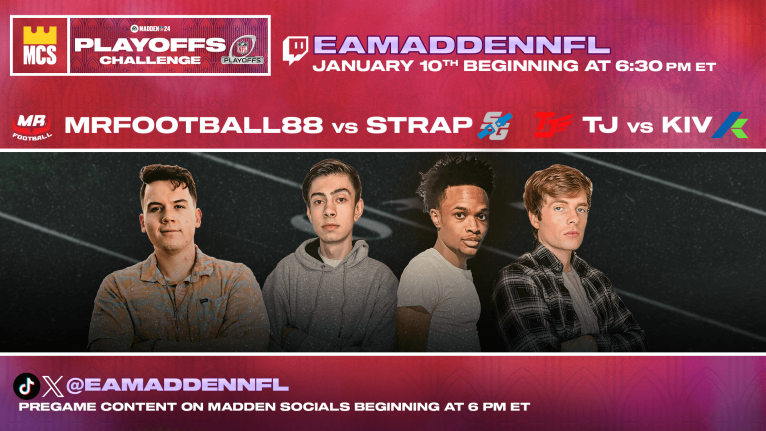 MCS
MADDEN 24
PLAYOFFS
CHALLENGE
NFL
PLAYOFFS
EAMADDENNFL
JANUARY 10TH BEGINNING AT 6:30 PM ET
MR
FOOTBALL
MRFOOTBALL88 VS STRAP
S
G
TJ VS KIV
@EAMADDENNFL
PREGAME CONTENT ON MADDEN SOCIALS BEGINNING AT 6 PM ET